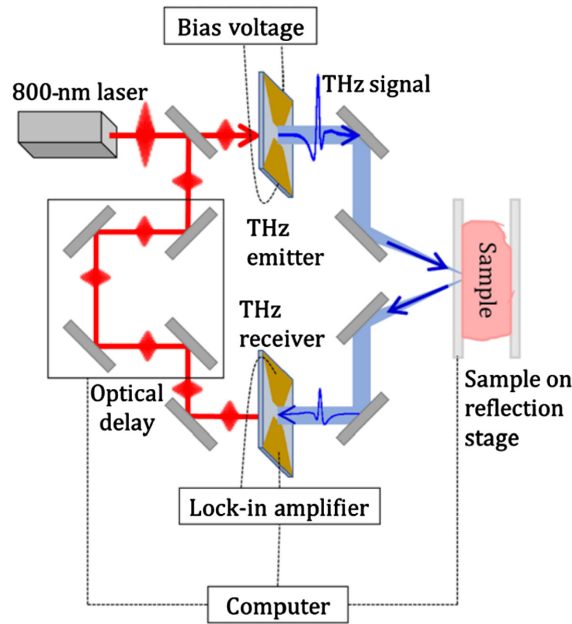 Bias voltage
800-nm laser
THz signal
THz
emitter
Sample
THz
receiver
Optical
delay
Sample on
reflection
stage
Lock-in amplifier
Computer